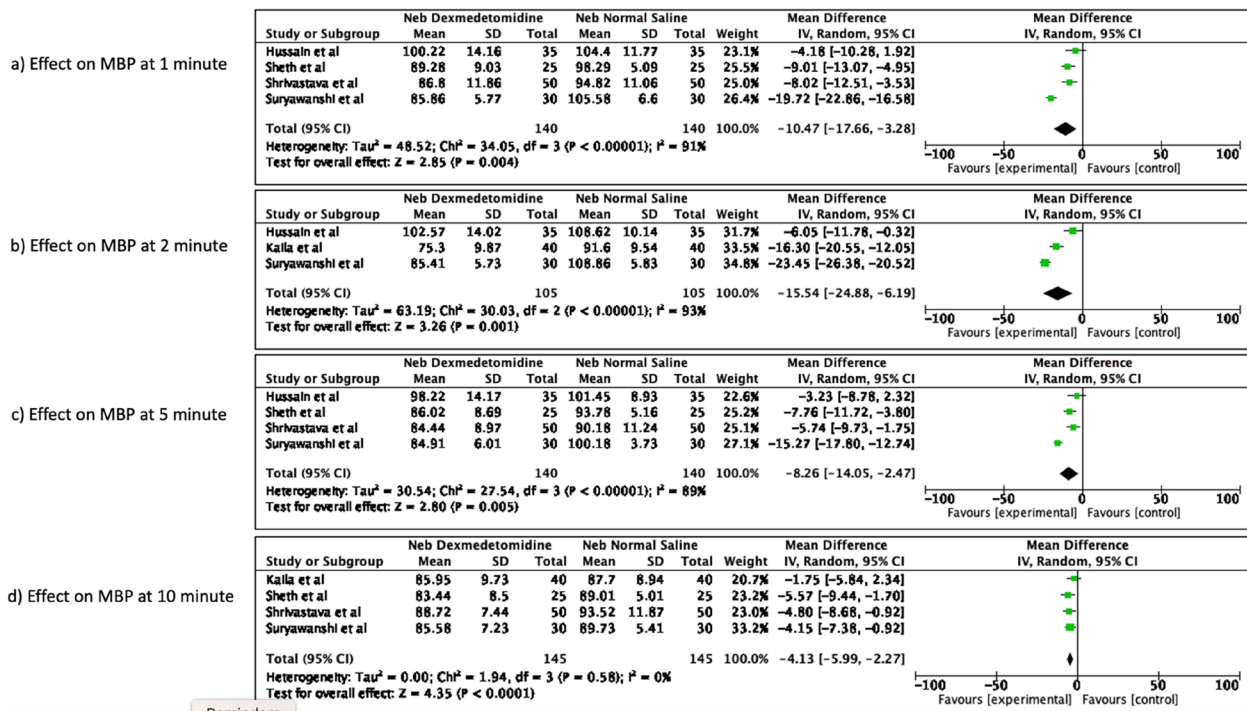 a) Effect on MBP at 1 minute
Neb Dexmedetomidine Neb Normal Saline Mean Difference Mean Difference
Study or Subgroup Mean SD Total Mean SD Total Weight IV, Random, 95% CI IV, Random, 95% CI
Hussain et al 100.22 14.16 35 104.4 11.77 35 23.1% -4.18 [-10.28, 1.92]
Sheth et al 89.28 9.03 25 98.29 5.09 25 25.5% -9.01 [-13.07, -4.95]
Shrivastava et al 86.8 11.86 50 94.82 11.06 50 25.0% -8.02 [-12.51, -3.53]
Suryawanshi et al 85.86 5.77 30 105.58 6.6 30 26.4% -19.72 [-22.86, -16.58]
Total (95% CI) 140 140 100.0% -10.47 [-17.66, -3.28]
Heterogeneity: Tau² = 48.52; Chi² = 34.05, df = 3 (P < 0.00001); I² = 91%
Test for overall effect: Z = 2.85 (P = 0.004)
-100 -50 0 50 100
Favours [experimental] Favours [control]
b) Effect on MBP at 2 minute
Neb Dexmedetomidine Neb Normal Saline Mean Difference Mean Difference
Study or Subgroup Mean SD Total Mean SD Total Weight IV, Random, 95% CI IV, Random, 95% CI
Hussain et al 102.57 14.02 35 108.62 10.14 35 31.7% -6.05 [-11.78, -0.32]
Kaila et al 75.3 9.87 40 91.6 9.54 40 33.5% -16.30 [-20.55, -12.05]
Suryawanshi et al 85.41 5.73 30 108.86 5.83 30 34.8% -23.45 [-26.38, -20.52]
Total (95% CI) 105 105 100.0% -15.54 [-24.88, -6.19]
Heterogeneity: Tau² = 63.19; Chi² = 30.03, df = 2 (P < 0.00001); I² = 93%
Test for overall effect: Z = 3.26 (P = 0.001)
-100 -50 0 50 100
Favours [experimental] Favours [control]
c) Effect on MBP at 5 minute
Neb Dexmedetomidine Neb Normal Saline Mean Difference Mean Difference
Study or Subgroup Mean SD Total Mean SD Total Weight IV, Random, 95% CI IV, Random, 95% CI
Hussain et al 98.22 14.17 35 101.45 8.93 35 22.6% -3.23 [-8.78, 2.32]
Sheth et al 86.02 8.69 25 93.78 5.16 25 25.2% -7.76 [-11.72, -3.80]
Shrivastava et al 84.44 8.97 50 90.18 11.24 50 25.1% -5.74 [-9.73, -1.75]
Suryawanshi et al 84.91 6.01 30 100.18 3.73 30 27.1% -15.27 [-17.80, -12.74]
Total (95% CI) 140 140 100.0% -8.26 [-14.05, -2.47]
Heterogeneity: Tau² = 30.54; Chi² = 27.54, df = 3 (P < 0.00001); I² = 89%
Test for overall effect: Z = 2.80 (P = 0.005)
-100 -50 0 50 100
Favours [experimental] Favours [control]
d) Effect on MBP at 10 minute
Neb Dexmedetomidine Neb Normal Saline Mean Difference Mean Difference
Study or Subgroup Mean SD Total Mean SD Total Weight IV, Random, 95% CI IV, Random, 95% CI
Kaila et al 85.95 9.73 40 87.7 8.94 40 20.7% -1.75 [-5.84, 2.34]
Sheth et al 83.44 8.5 25 89.01 5.01 25 23.2% -5.57 [-9.44, -1.70]
Shrivastava et al 88.72 7.44 50 93.52 11.87 50 23.0% -4.80 [-8.68, -0.92]
Suryawanshi et al 85.58 7.23 30 89.73 5.41 30 33.2% -4.15 [-7.38, -0.92]
Total (95% CI) 145 145 100.0% -4.13 [-5.99, -2.27]
Heterogeneity: Tau² = 0.00; Chi² = 1.94, df = 3 (P = 0.58); I² = 0%
Test for overall effect: Z = 4.35 (P < 0.0001)
-100 -50 0 50 100
Favours [experimental] Favours [control]